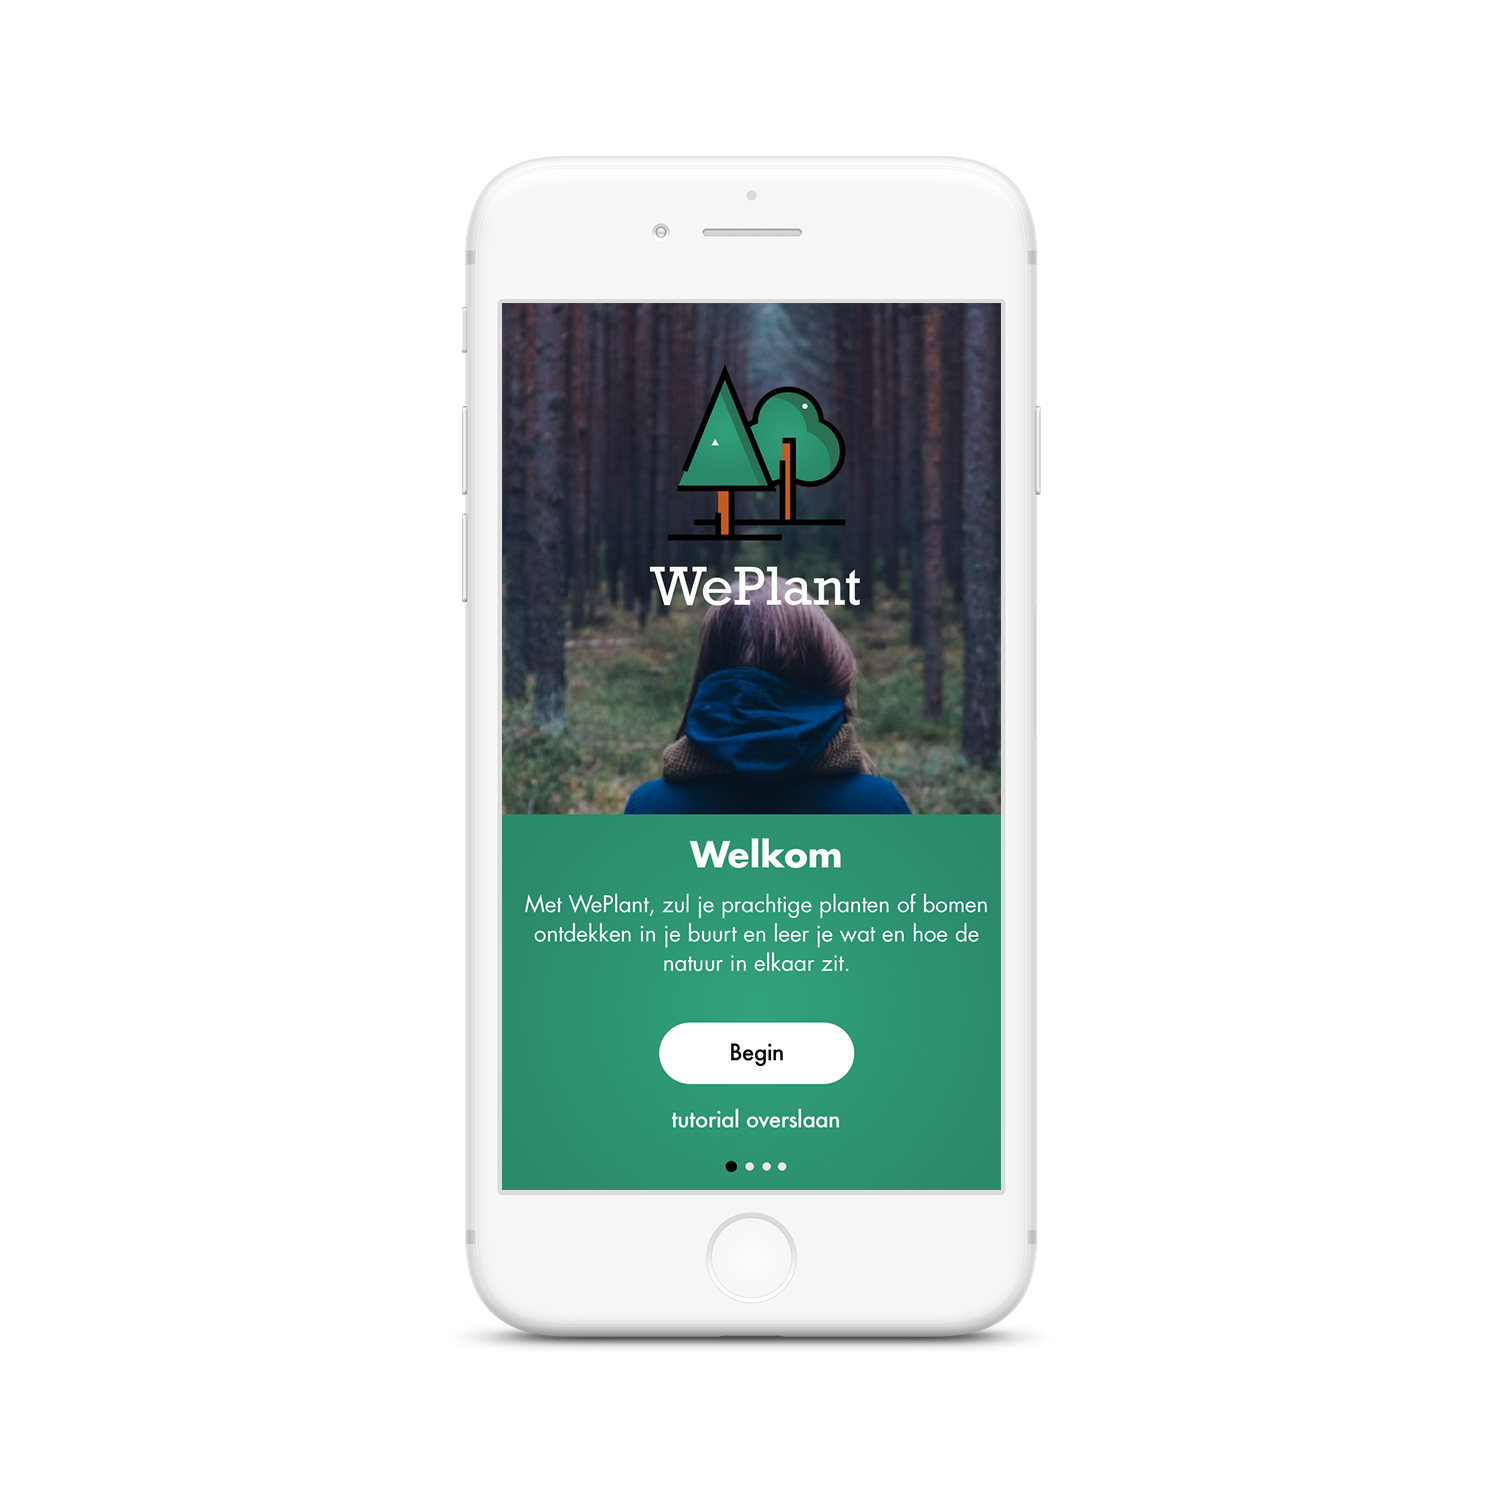 WePlant
Welkom
Met WePlant, zul je prachtige planten of bomen
ontdekken in je buurt en leer je wat en hoe de
natuur in elkaar zit.
Begin
tutorial overslaan